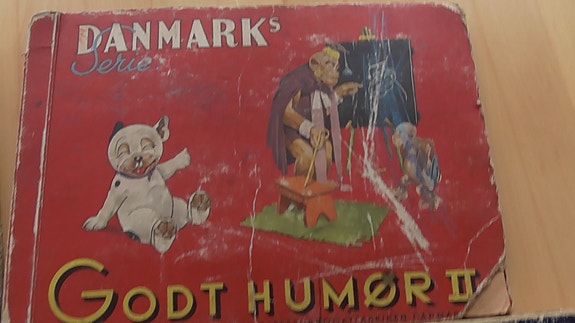 DANMARKS
Serie
GODT HUMØR II